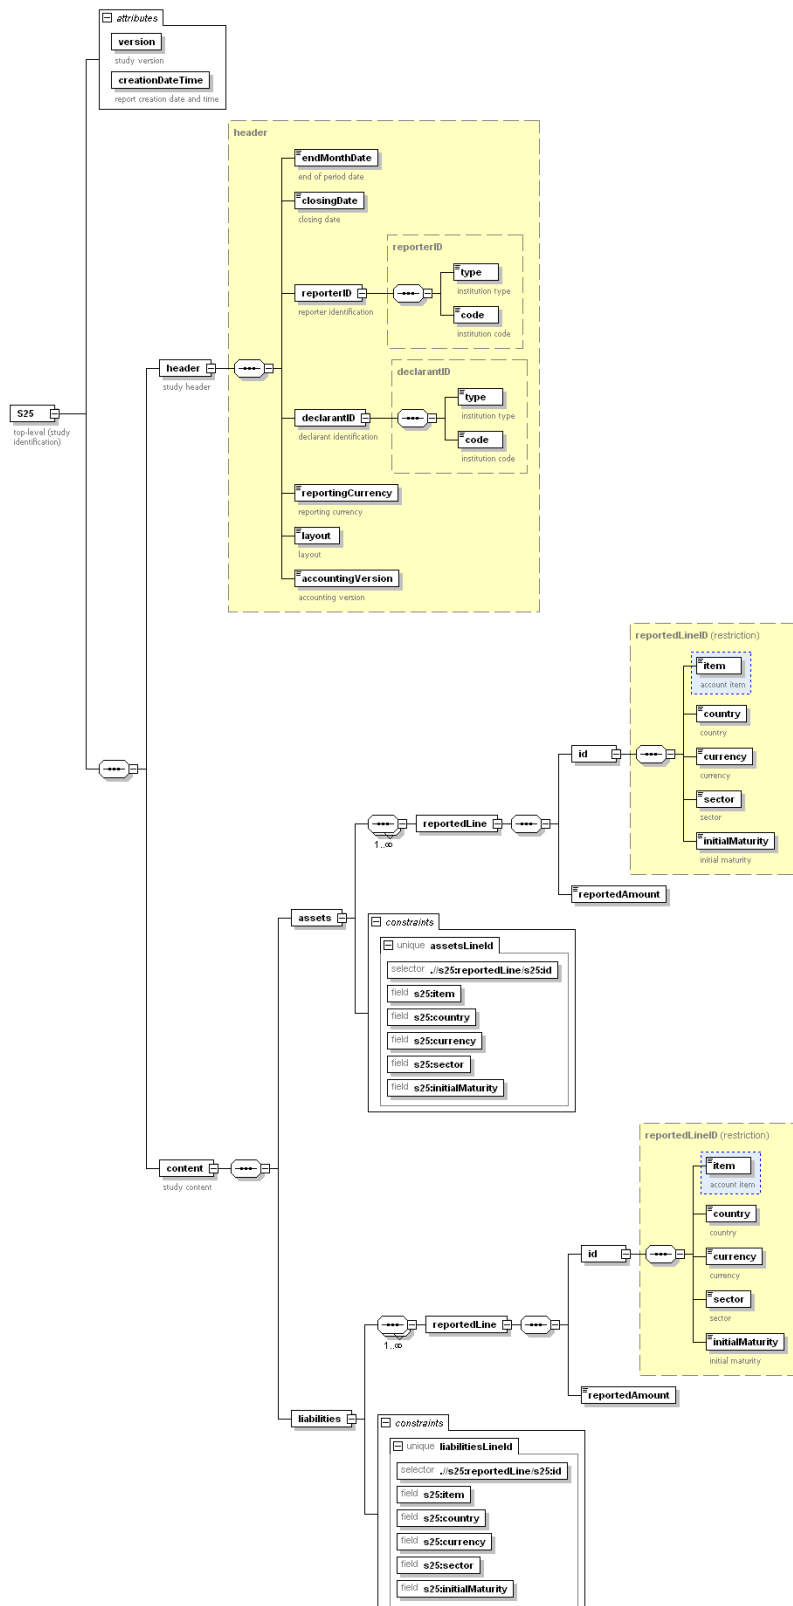 attributes
version
study version
creationDateTime
report creation date and time
header
endMonthDate
end of period date
closingDate
closing date
reporterID
type
institution type
reporterID
reporter identification
code
institution code
declarantID
header
study header
type
institution type
S25
top-level (study
identification)
declarantID
declarant identification
code
institution code
reportingCurrency
reporting currency
layout
layout
accountingVersion
accounting version
reportedLineID (restriction)
item
account item
country
country
id
currency
currency
sector
sector
reportedLine
1..∞
initialMaturity
initial maturity
reportedAmount
assets
constraints
unique assetsLineId
selector .//s25:reportedLine/s25:id
field s25:item
field s25:country
field s25:currency
field s25:sector
field s25:initialMaturity
reportedLineID (restriction)
content
study content
item
account item
country
country
id
currency
currency
sector
sector
reportedLine
1..∞
initialMaturity
initial maturity
reportedAmount
liabilities
constraints
unique liabilitiesLineId
selector .//s25:reportedLine/s25:id
field s25:item
field s25:country
field s25:currency
field s25:sector
field s25:initialMaturity